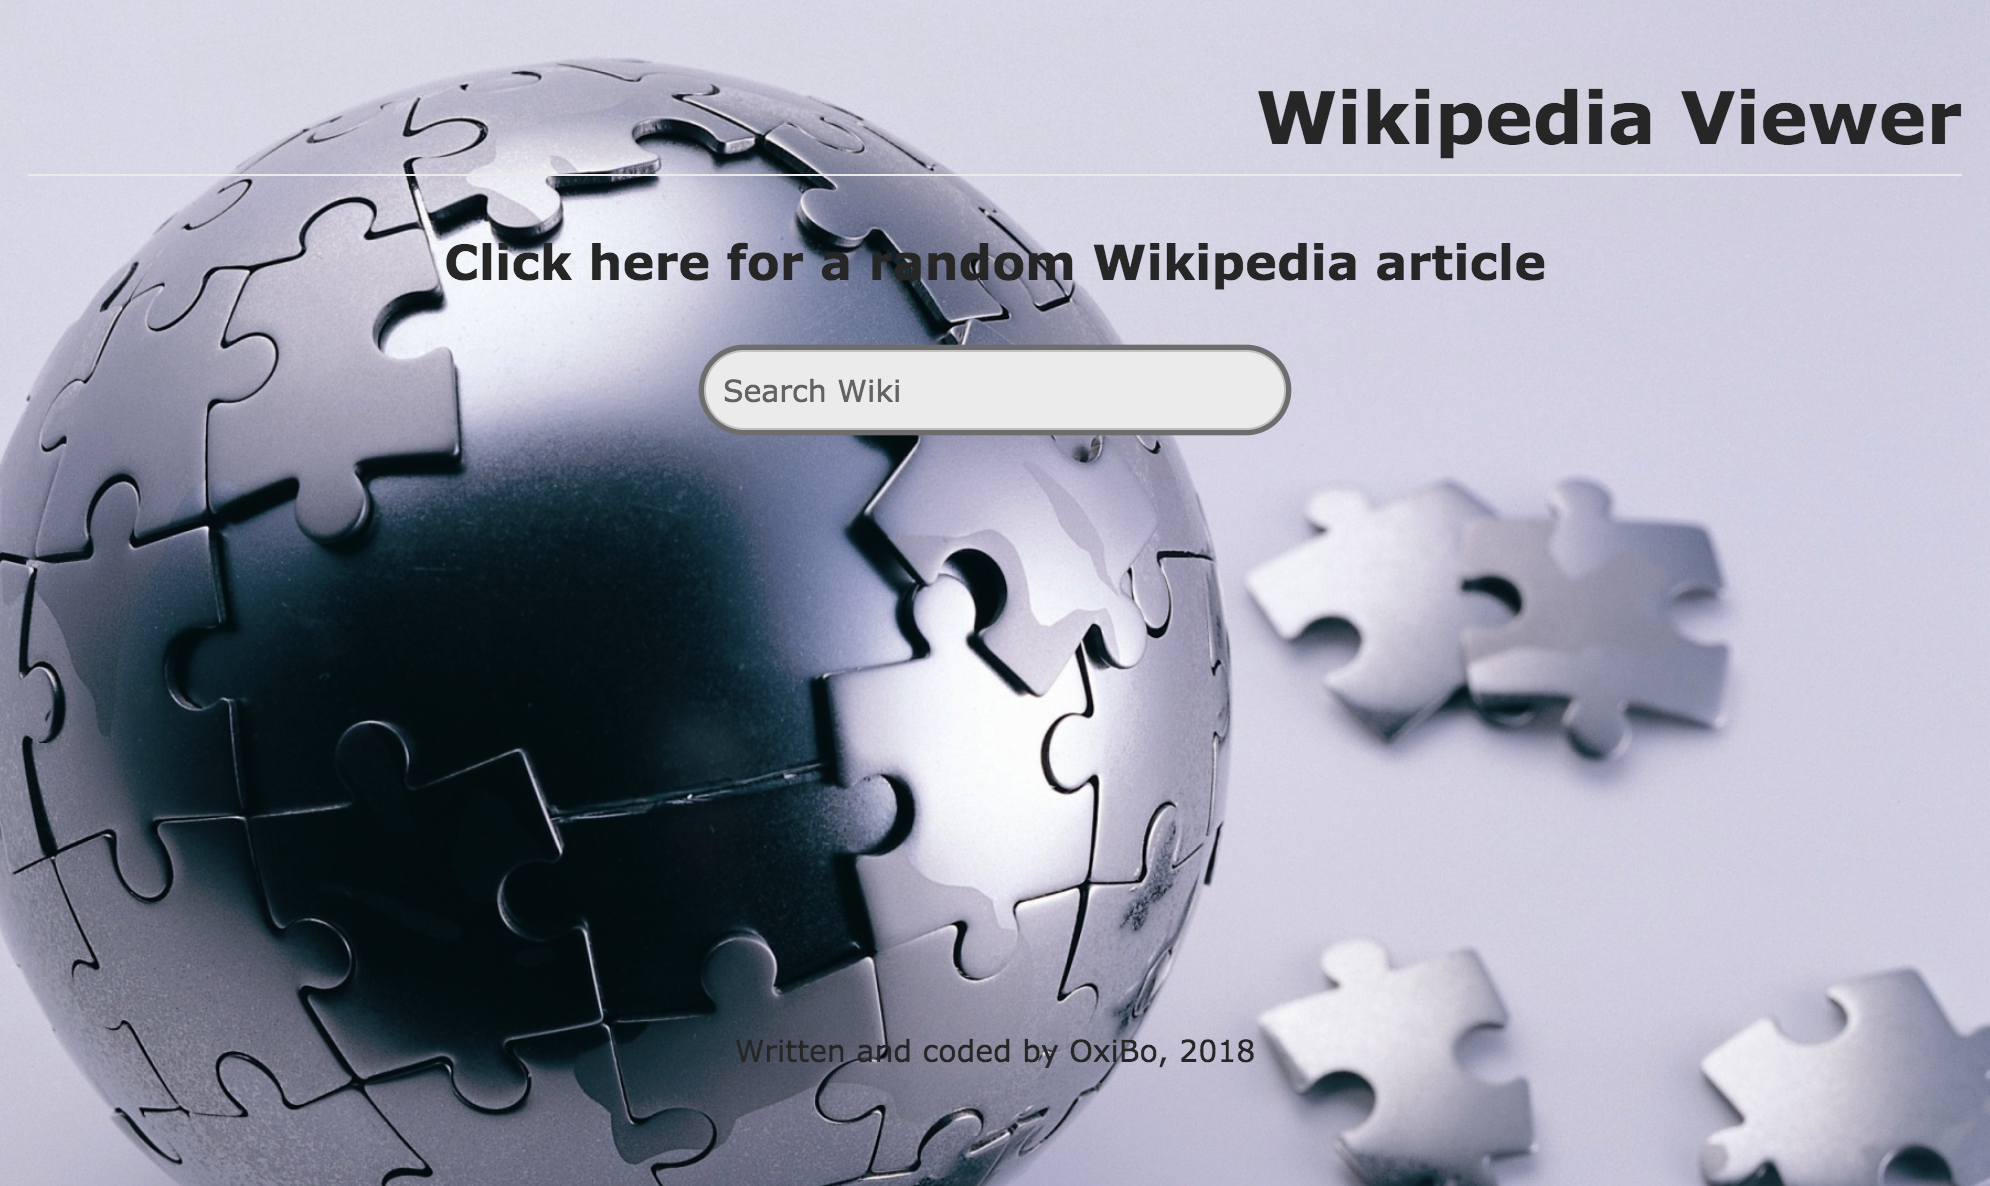 Wikipedia Viewer
Click here for a random Wikipedia article
Search Wiki
Written and coded by OxiBo, 2018